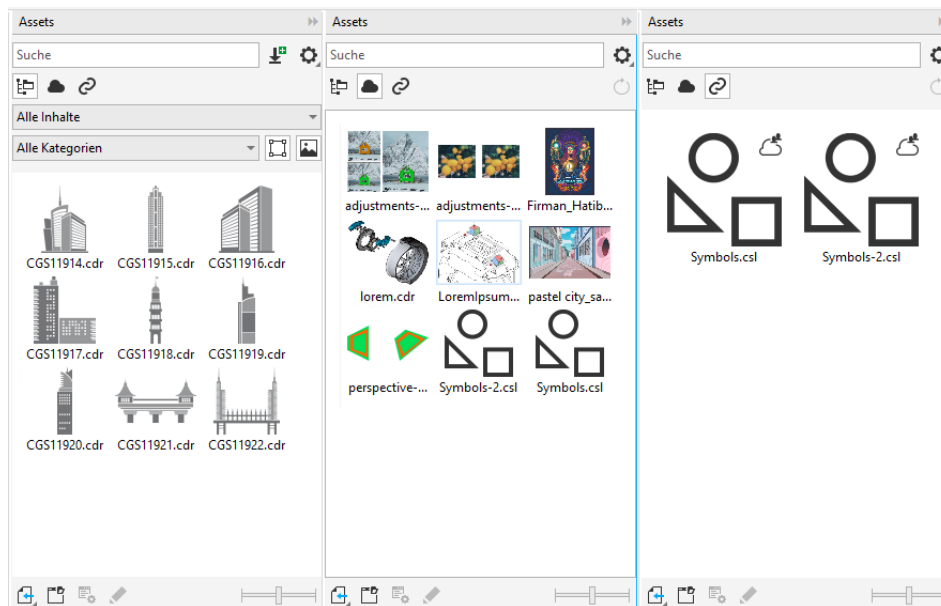 Assets
Suche
Alle Inhalte
Alle Kategorien
CGS11914.cdr CGS11915.cdr CGS11916.cdr
CGS11917.cdr CGS11918.cdr CGS11919.cdr
CGS11920.cdr CGS11921.cdr CGS11922.cdr
Assets
Suche
adjustments-... adjustments-... Firman_Hatib...
lorem.cdr LoremIpsum... pastel city_sa...
perspective-... Symbols-2.csl Symbols.csl
Assets
Suche
Symbols.csl Symbols-2.csl